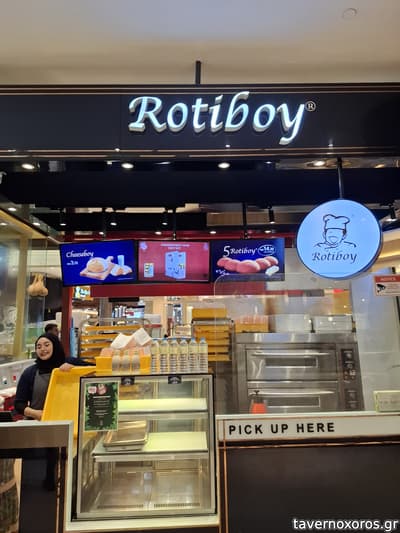 Rotiboy®
Cheeseboy
5 Rotiboy
Rotiboy
PICK UP HERE
tavernoxoros.gr